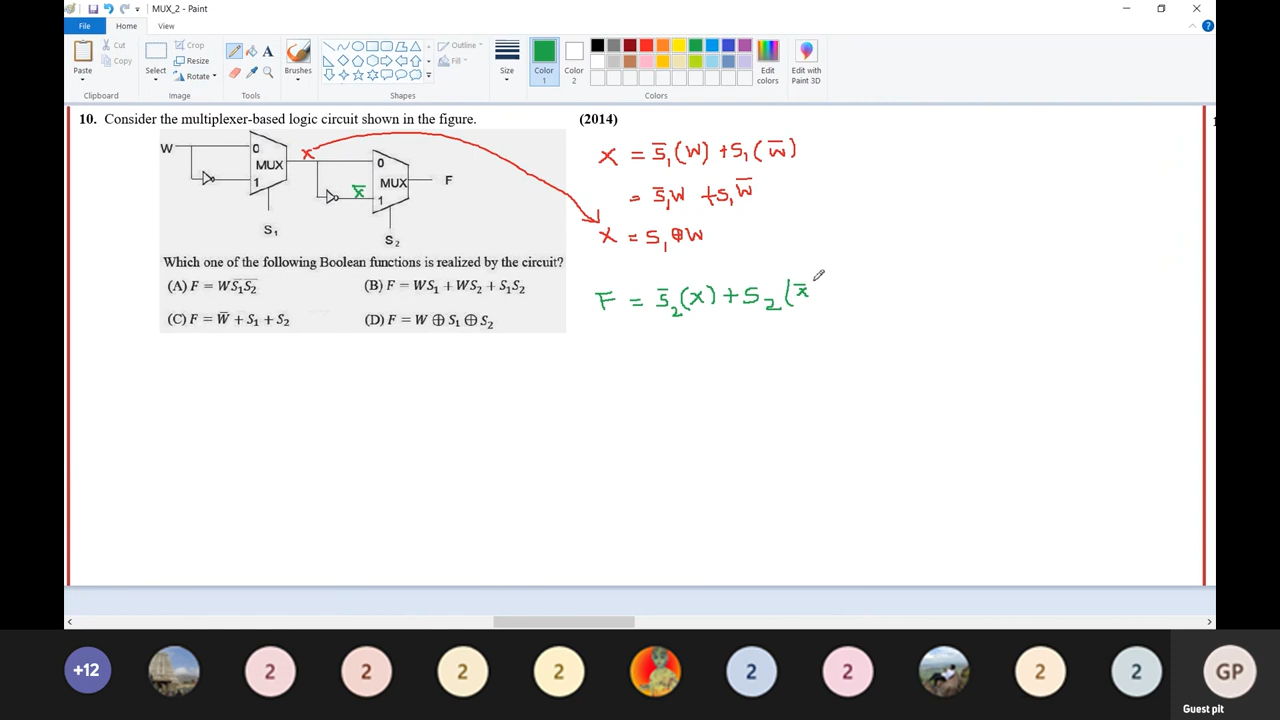 MUX_2 - Paint
File
Home
View
Paste
Cut
Copy
Clipboard
Select
Crop
Resize
Rotate
Image
A
Tools
Brushes
Shapes
Outline
Fill
Size
Color 1
Color 2
Edit colors
Colors
Edit with Paint 3D
10. Consider the multiplexer-based logic circuit shown in the figure. (2014)
W
0
MUX
1
S₁
x
x̅
0
MUX
1
S₂
F
Which one of the following Boolean functions is realized by the circuit?
(A) F = WS̅₁S̅₂
(B) F = WS₁ + WS₂ + S₁S₂
(C) F = W̅ + S₁ + S₂
(D) F = W ⊕ S₁ ⊕ S₂
X = S̅₁(W) + S₁(W̅)
= S̅₁W + S₁W̅
X = S₁⊕W
F = S̅₂(X) + S₂(x̅
+12
2
2
2
2
2
2
2
2
GP
Guest pit